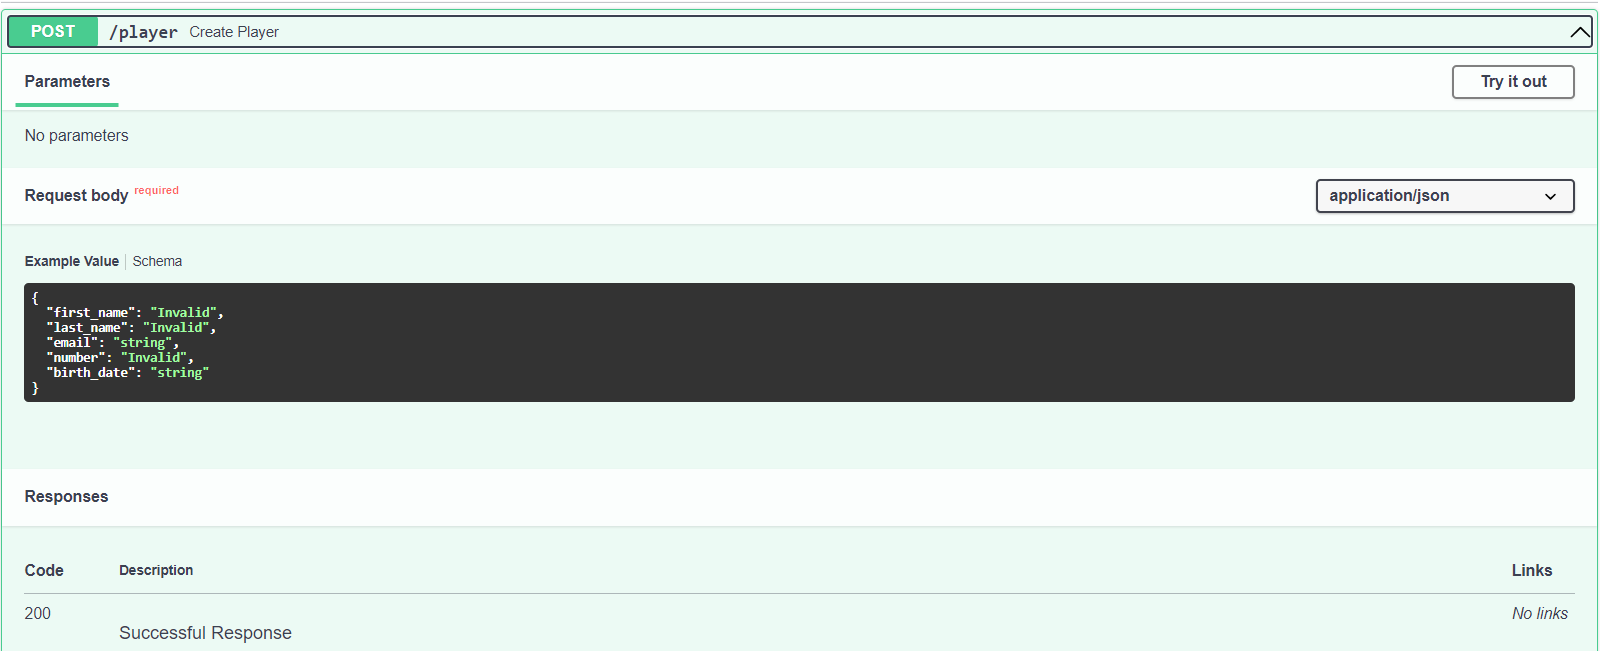 POST /player Create Player
Parameters Try it out
No parameters
Request body required application/json
Example Value Schema
{
  "first_name": "Invalid",
  "last_name": "Invalid",
  "email": "string",
  "number": "Invalid",
  "birth_date": "string"
}
Responses
Code Description Links
200 No links
Successful Response